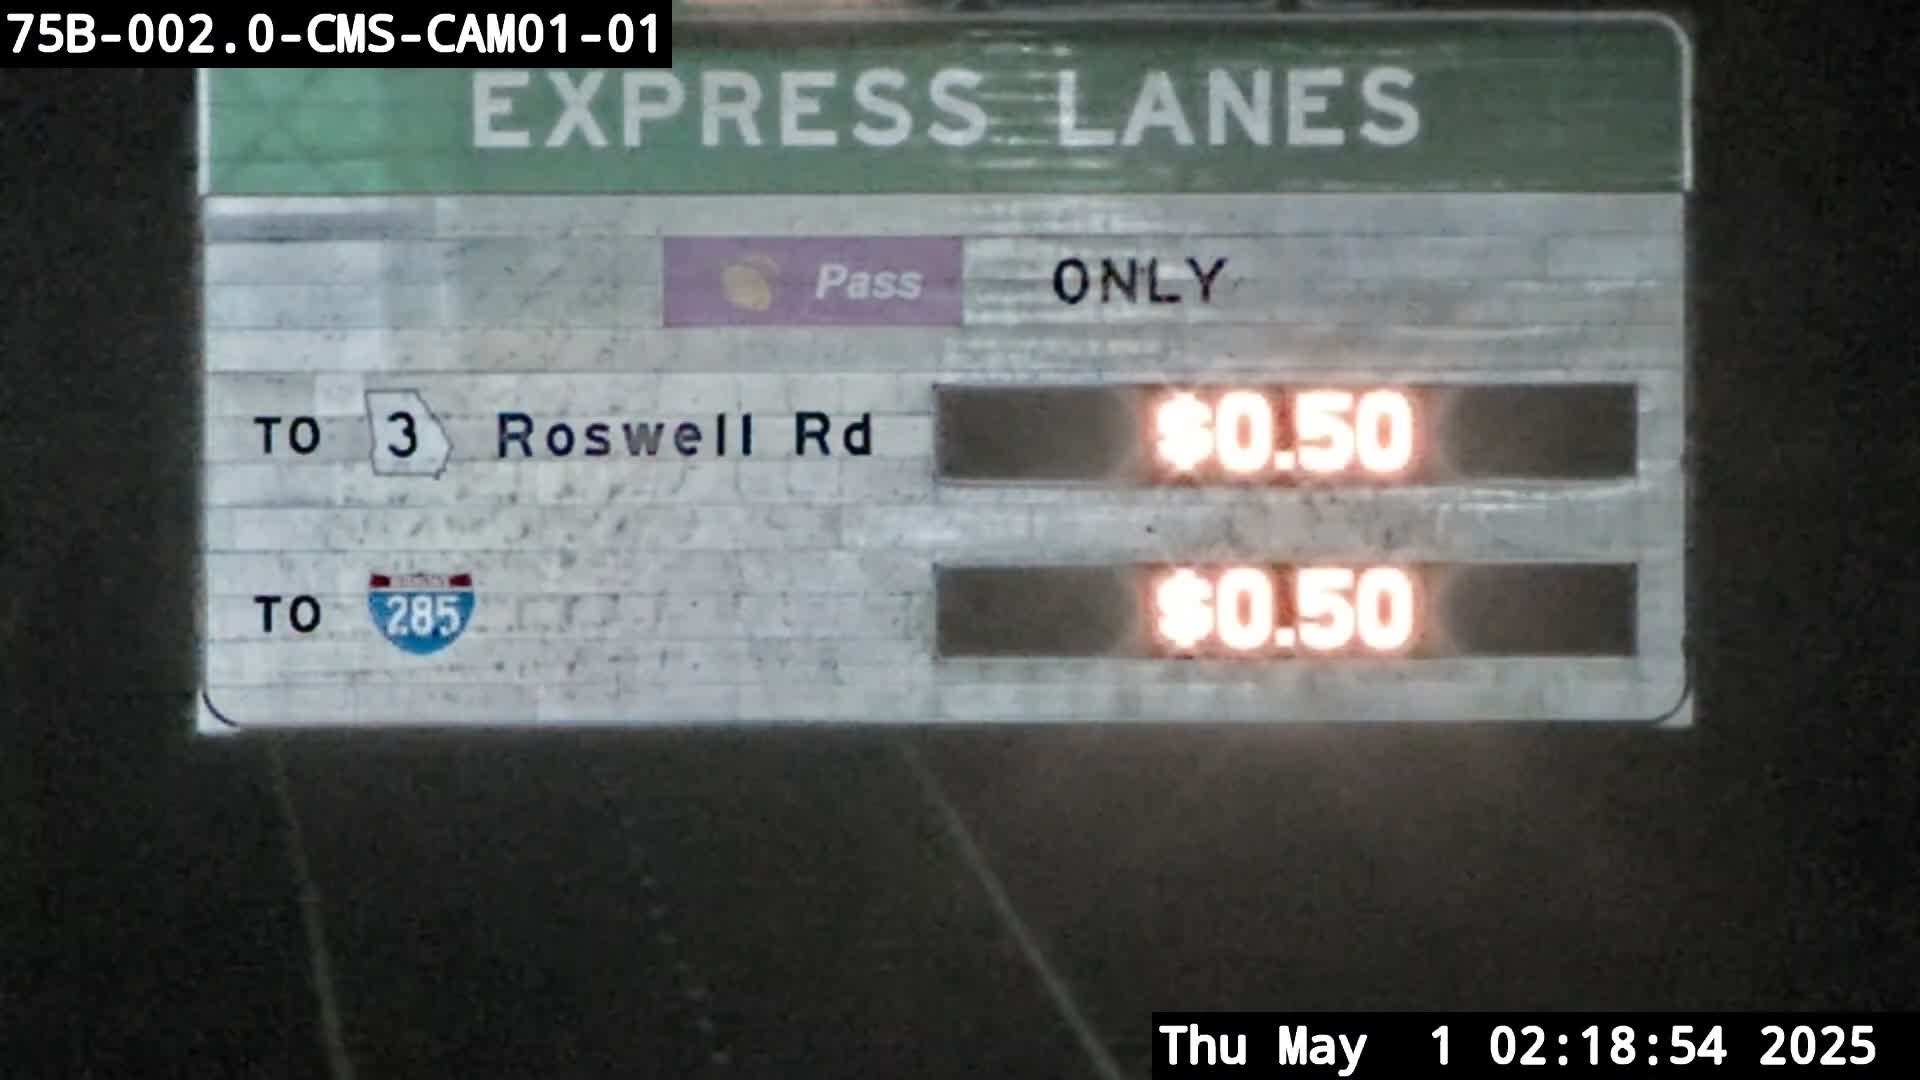 75B-002.0-CMS-CAM01-01
EXPRESS LANES
Pass ONLY
TO 3 Roswell Rd $0.50
TO 285 $0.50
Thu May 1 02:18:54 2025